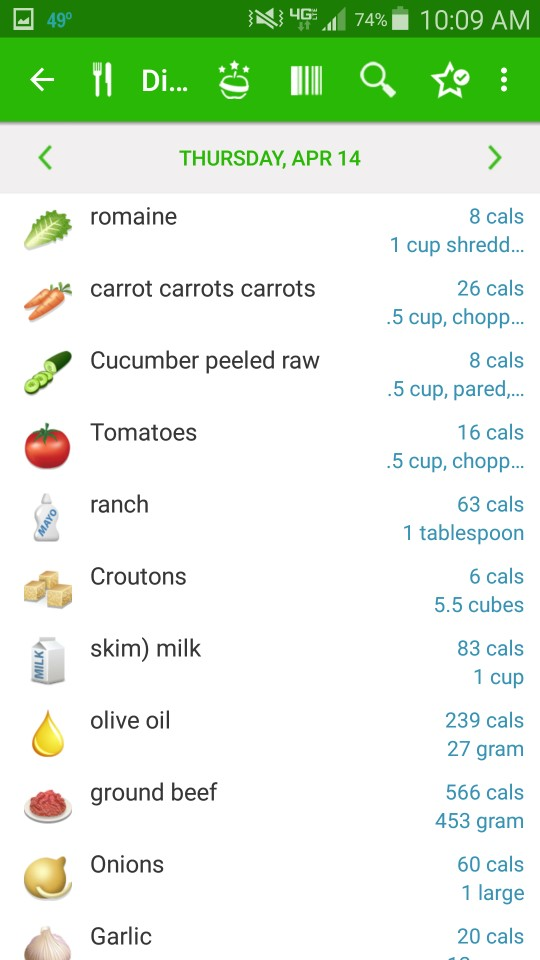 49° 4G 74% 10:09 AM
Di...
THURSDAY, APR 14
romaine 8 cals
1 cup shredd...
carrot carrots carrots 26 cals
.5 cup, chopp...
Cucumber peeled raw 8 cals
.5 cup, pared,...
Tomatoes 16 cals
.5 cup, chopp...
ranch 63 cals
MAYO 1 tablespoon
Croutons 6 cals
5.5 cubes
skim) milk 83 cals
MILK 1 cup
olive oil 239 cals
27 gram
ground beef 566 cals
453 gram
Onions 60 cals
1 large
Garlic 20 cals